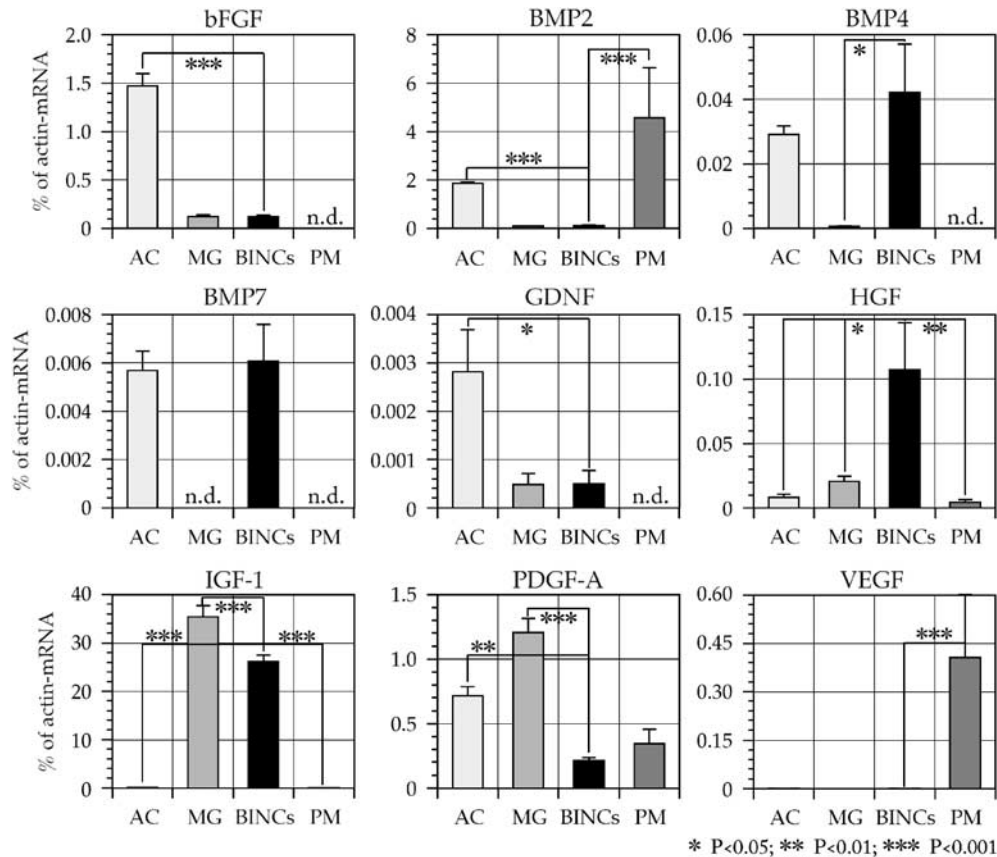 bFGF BMP2 BMP4
% of actin-mRNA
2.0
1.5
1.0
0.5
0
***
n.d.
AC MG BINCs PM
8
6
4
2
0
***
***
AC MG BINCs PM
0.06
0.04
0.02
0
*
n.d.
AC MG BINCs PM
BMP7 GDNF HGF
% of actin-mRNA
0.008
0.006
0.004
0.002
0
n.d. n.d.
AC MG BINCs PM
0.004
0.003
0.002
0.001
0
*
n.d.
AC MG BINCs PM
0.15
0.10
0.05
0
* **
AC MG BINCs PM
IGF-1 PDGF-A VEGF
% of actin-mRNA
40
30
20
10
0
***
*** ***
AC MG BINCs PM
1.5
1.0
0.5
0
***
**
AC MG BINCs PM
0.60
0.45
0.30
0.15
0
***
AC MG BINCs PM
* P<0.05; ** P<0.01; *** P<0.001